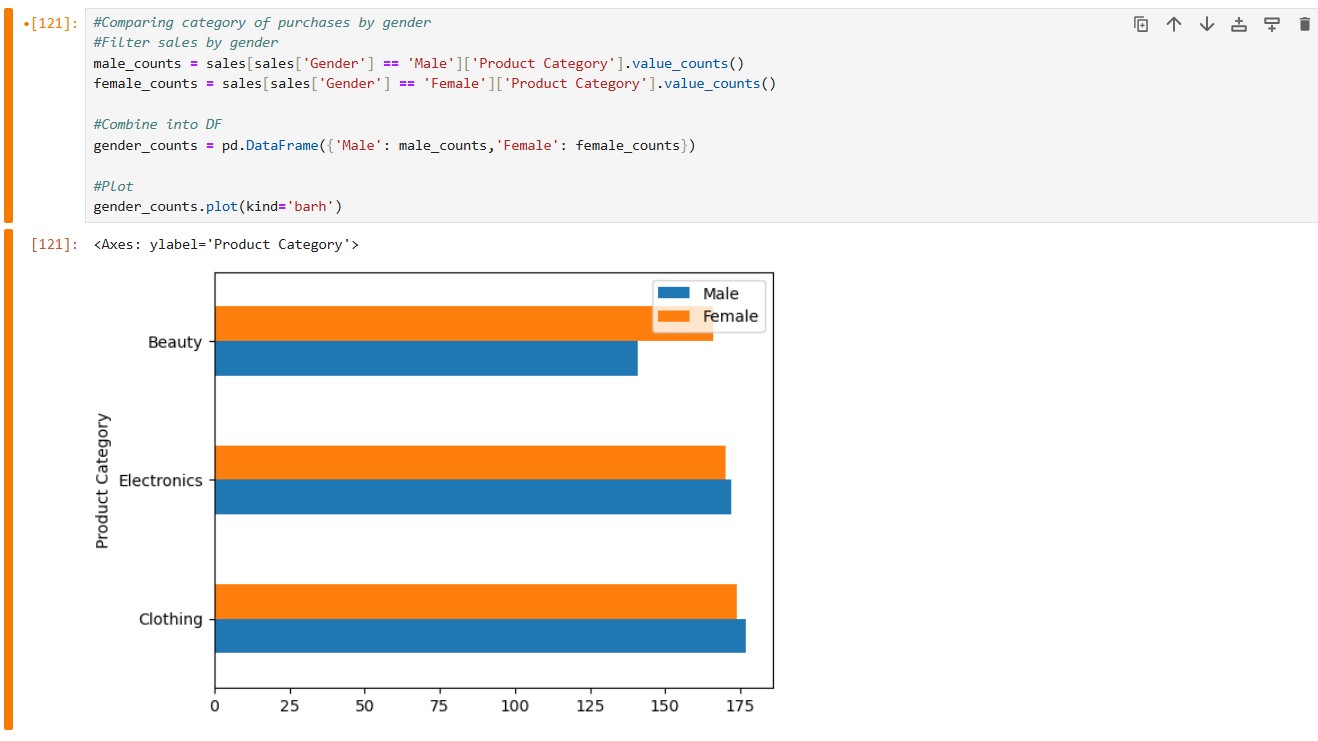 •[121]:
#Comparing category of purchases by gender
#Filter sales by gender
male_counts = sales[sales['Gender'] == 'Male']['Product Category'].value_counts()
female_counts = sales[sales['Gender'] == 'Female']['Product Category'].value_counts()
#Combine into DF
gender_counts = pd.DataFrame({'Male': male_counts,'Female': female_counts})
#Plot
gender_counts.plot(kind='barh')
[121]:
<Axes: ylabel='Product Category'>
Male
Female
Beauty
Electronics
Clothing
Product Category
0 25 50 75 100 125 150 175